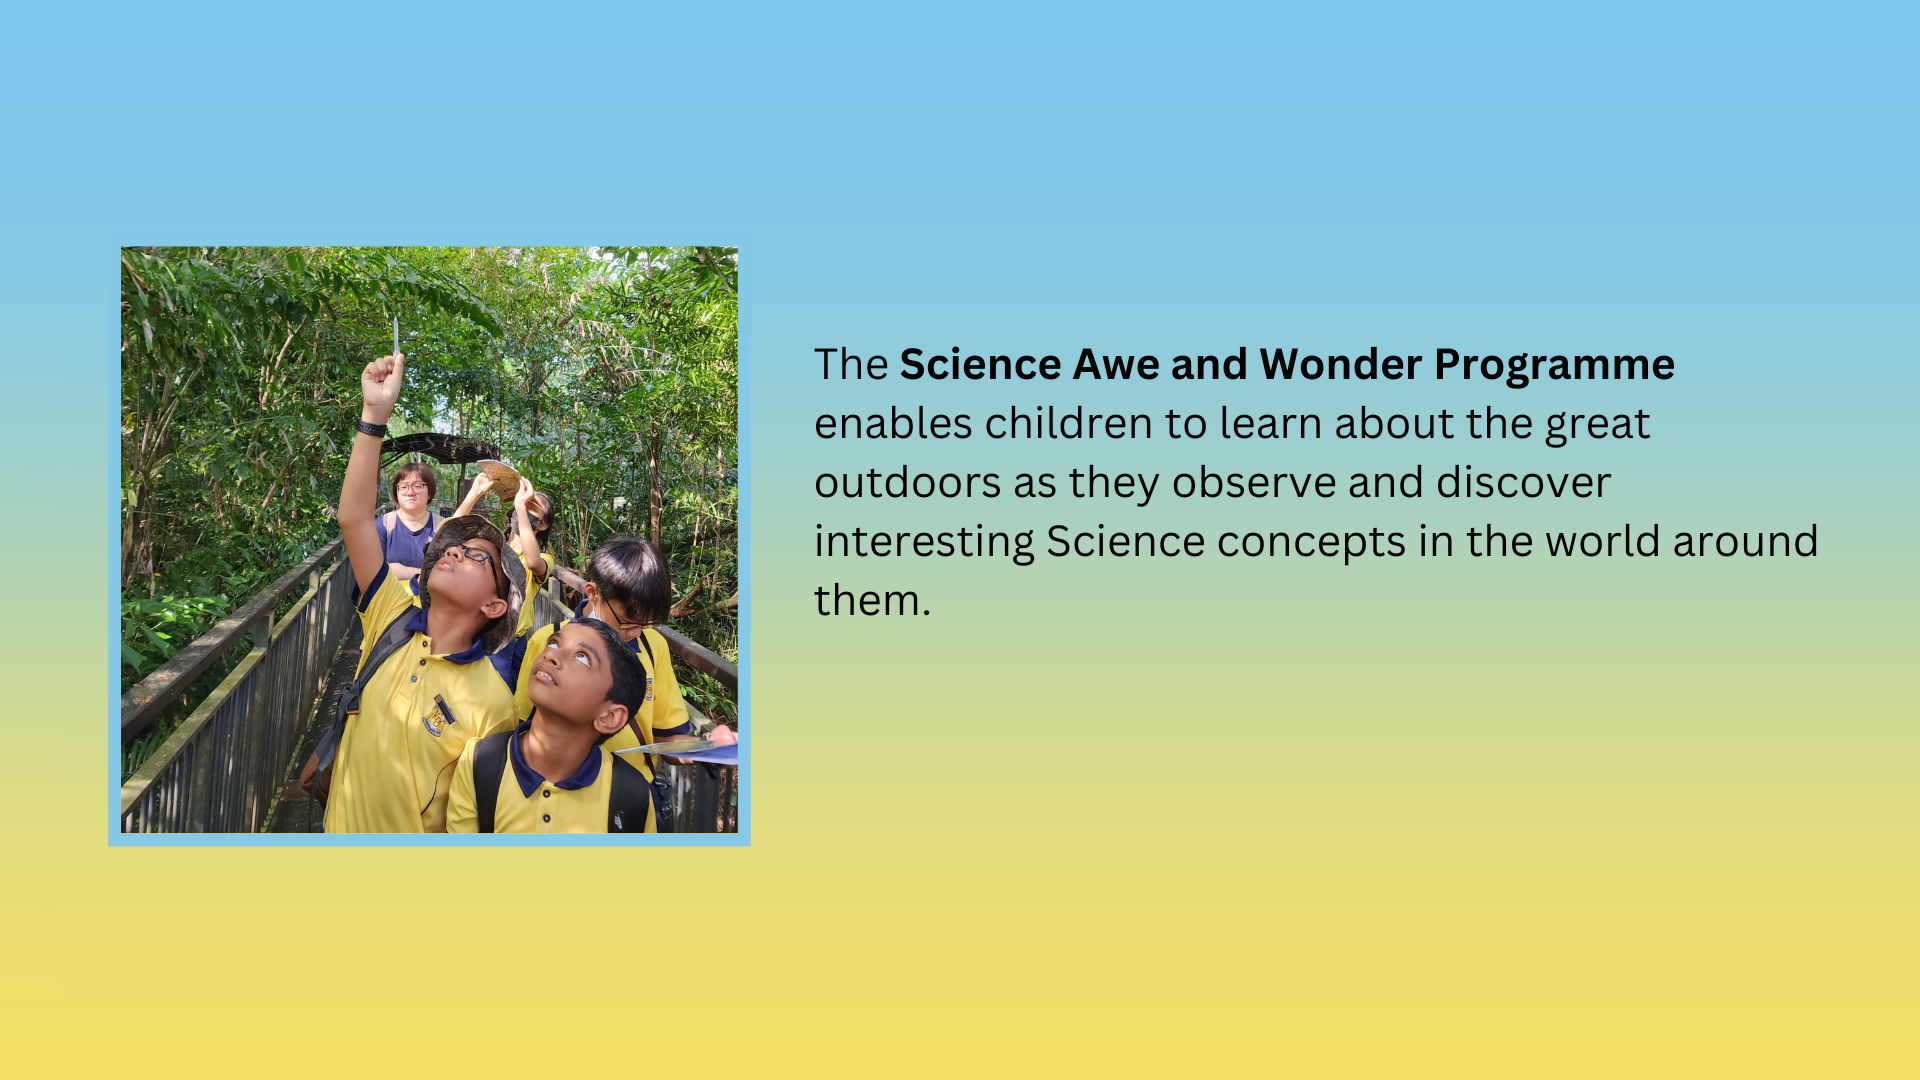 The Science Awe and Wonder Programme
enables children to learn about the great
outdoors as they observe and discover
interesting Science concepts in the world around
them.